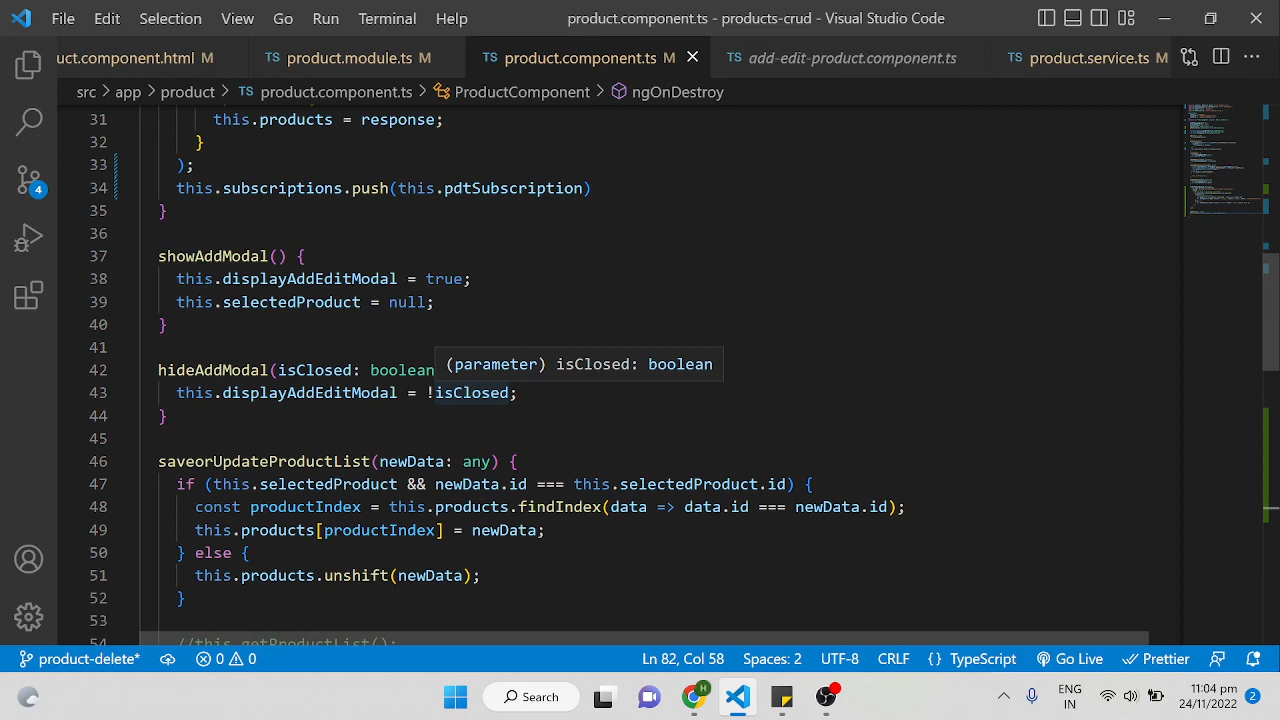 File Edit Selection View Go Run Terminal Help product.component.ts - products-crud - Visual Studio Code
uct.component.html M TS product.module.ts M TS product.component.ts M TS add-edit-product.component.ts TS product.service.ts M
src > app > product > TS product.component.ts > ProductComponent > ngOnDestroy
31 this.products = response;
32 }
33 );
34 this.subscriptions.push(this.pdtSubscription)
35 }
36
37 showAddModal() {
38 this.displayAddEditModal = true;
39 this.selectedProduct = null;
40 }
41
(parameter) isClosed: boolean
42 hideAddModal(isClosed: boolean
43 this.displayAddEditModal = !isClosed;
44 }
45
46 saveorUpdateProductList(newData: any) {
47 if (this.selectedProduct && newData.id === this.selectedProduct.id) {
48 const productIndex = this.products.findIndex(data => data.id === newData.id);
49 this.products[productIndex] = newData;
50 } else {
51 this.products.unshift(newData);
52 }
53
54 //this.getProductList();
4
product-delete* 0 0 Ln 82, Col 58 Spaces: 2 UTF-8 CRLF {} TypeScript Go Live Prettier
Search H ENG 11:04 pm
IN 24/11/2022 2